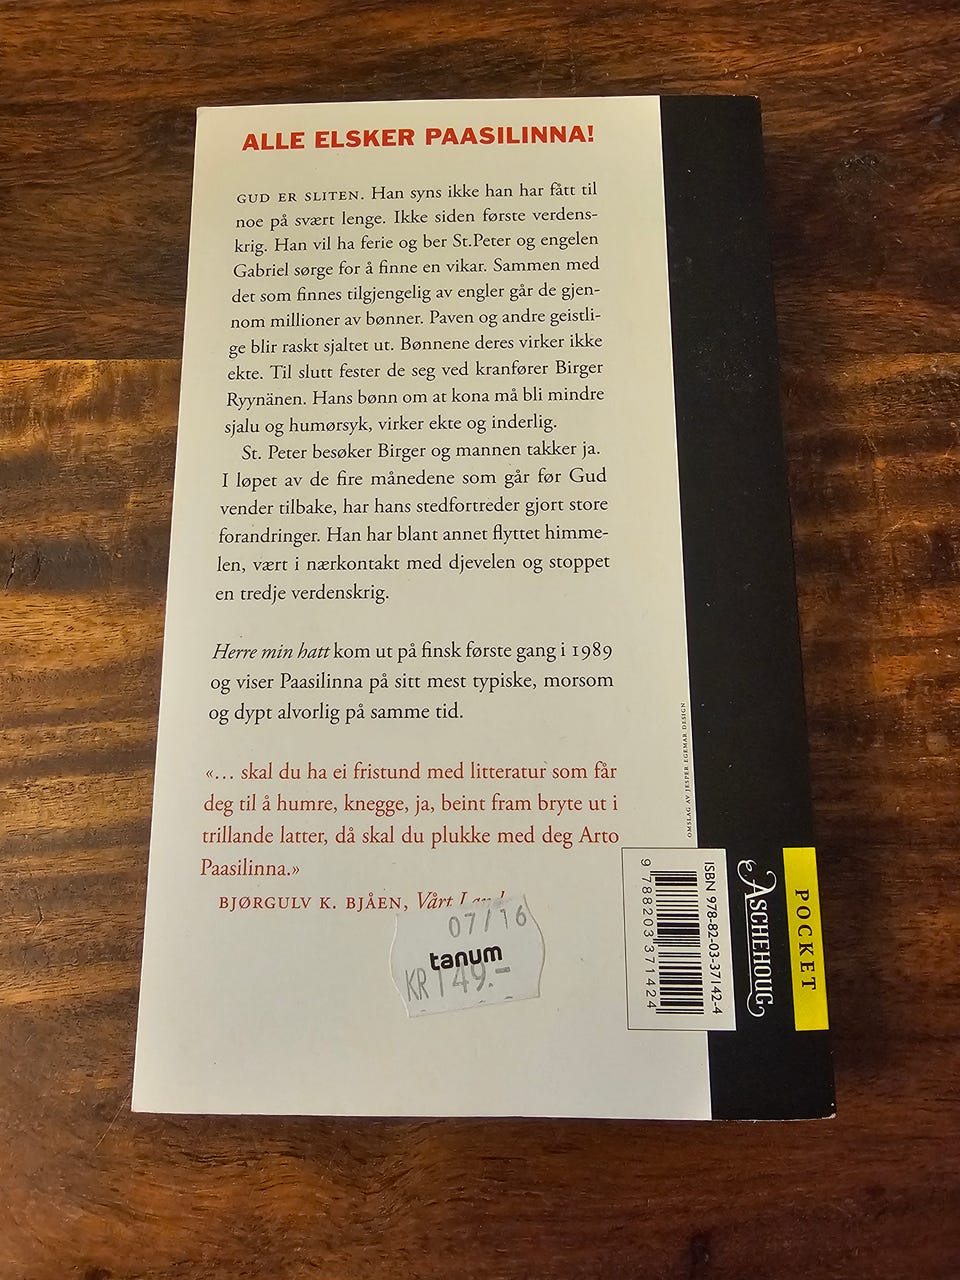 ALLE ELSKER PAASILINNA!
GUD ER SLITEN. Han syns ikke han har fått til
noe på svært lenge. Ikke siden første verdens-
krig. Han vil ha ferie og ber St.Peter og engelen
Gabriel sørge for å finne en vikar. Sammen med
det som finnes tilgjengelig av engler går de gjen-
nom millioner av bønner. Paven og andre geistli-
ge blir raskt sjaltet ut. Bønnene deres virker ikke
ekte. Til slutt fester de seg ved kranfører Birger
Ryynänen. Hans bønn om at kona må bli mindre
sjalu og humørsyk, virker ekte og inderlig.
St. Peter besøker Birger og mannen takker ja.
I løpet av de fire månedene som går før Gud
vender tilbake, har hans stedfortreder gjort store
forandringer. Han har blant annet flyttet himme-
len, vært i nærkontakt med djevelen og stoppet
en tredje verdenskrig.
Herre min hatt kom ut på finsk første gang i 1989
og viser Paasilinna på sitt mest typiske, morsom
og dypt alvorlig på samme tid.
«… skal du ha ei fristund med litteratur som får
deg til å humre, knegge, ja, beint fram bryte ut i
trillande latter, då skal du plukke med deg Arto
Paasilinna.»
BJØRGULV K. BJÅEN, Vårt Land
07/16
tanum
KR 149.-
OMSLAG AV JESPER EGEMAR DESIGN
ISBN 978-82-03-37142-4
9 788203 371424
ASCHEHOUG
POCKET